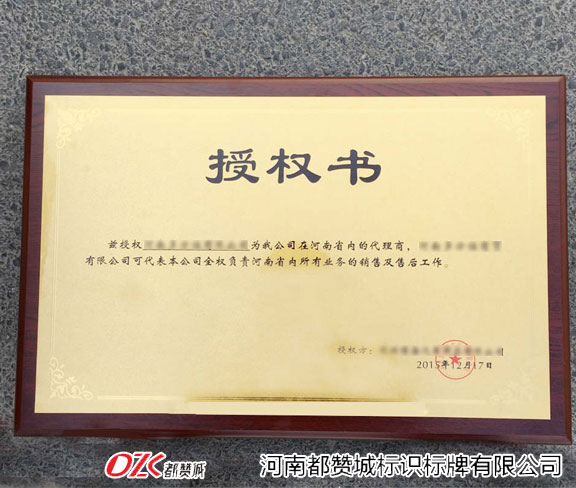 授权书
兹授权 为我公司在河南省内的代理商，
有限公司可代表本公司全权负责河南省内所有业务的销售及售后工作。
授权方：
2015年12月17日
OZC都赞城 河南都赞城标识标牌有限公司